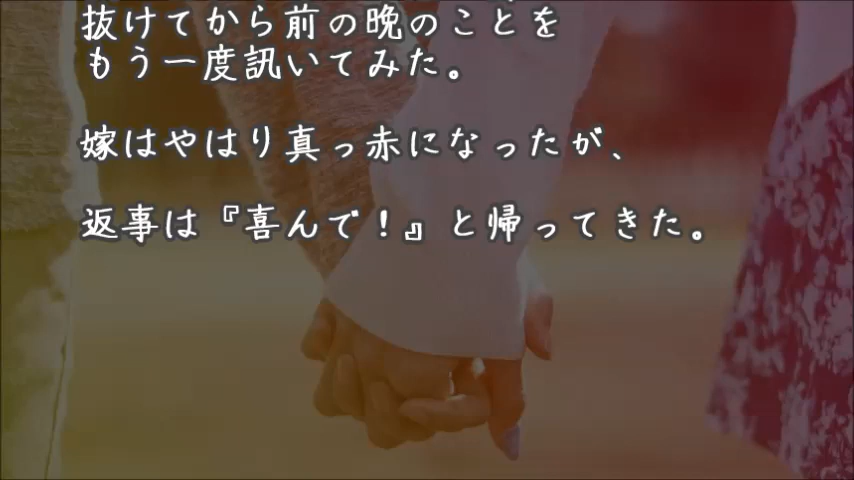 抜けてから前の晩のことを
もう一度訊いてみた。
嫁はやはり真っ赤になったが、
返事は『喜んで！』と帰ってきた。